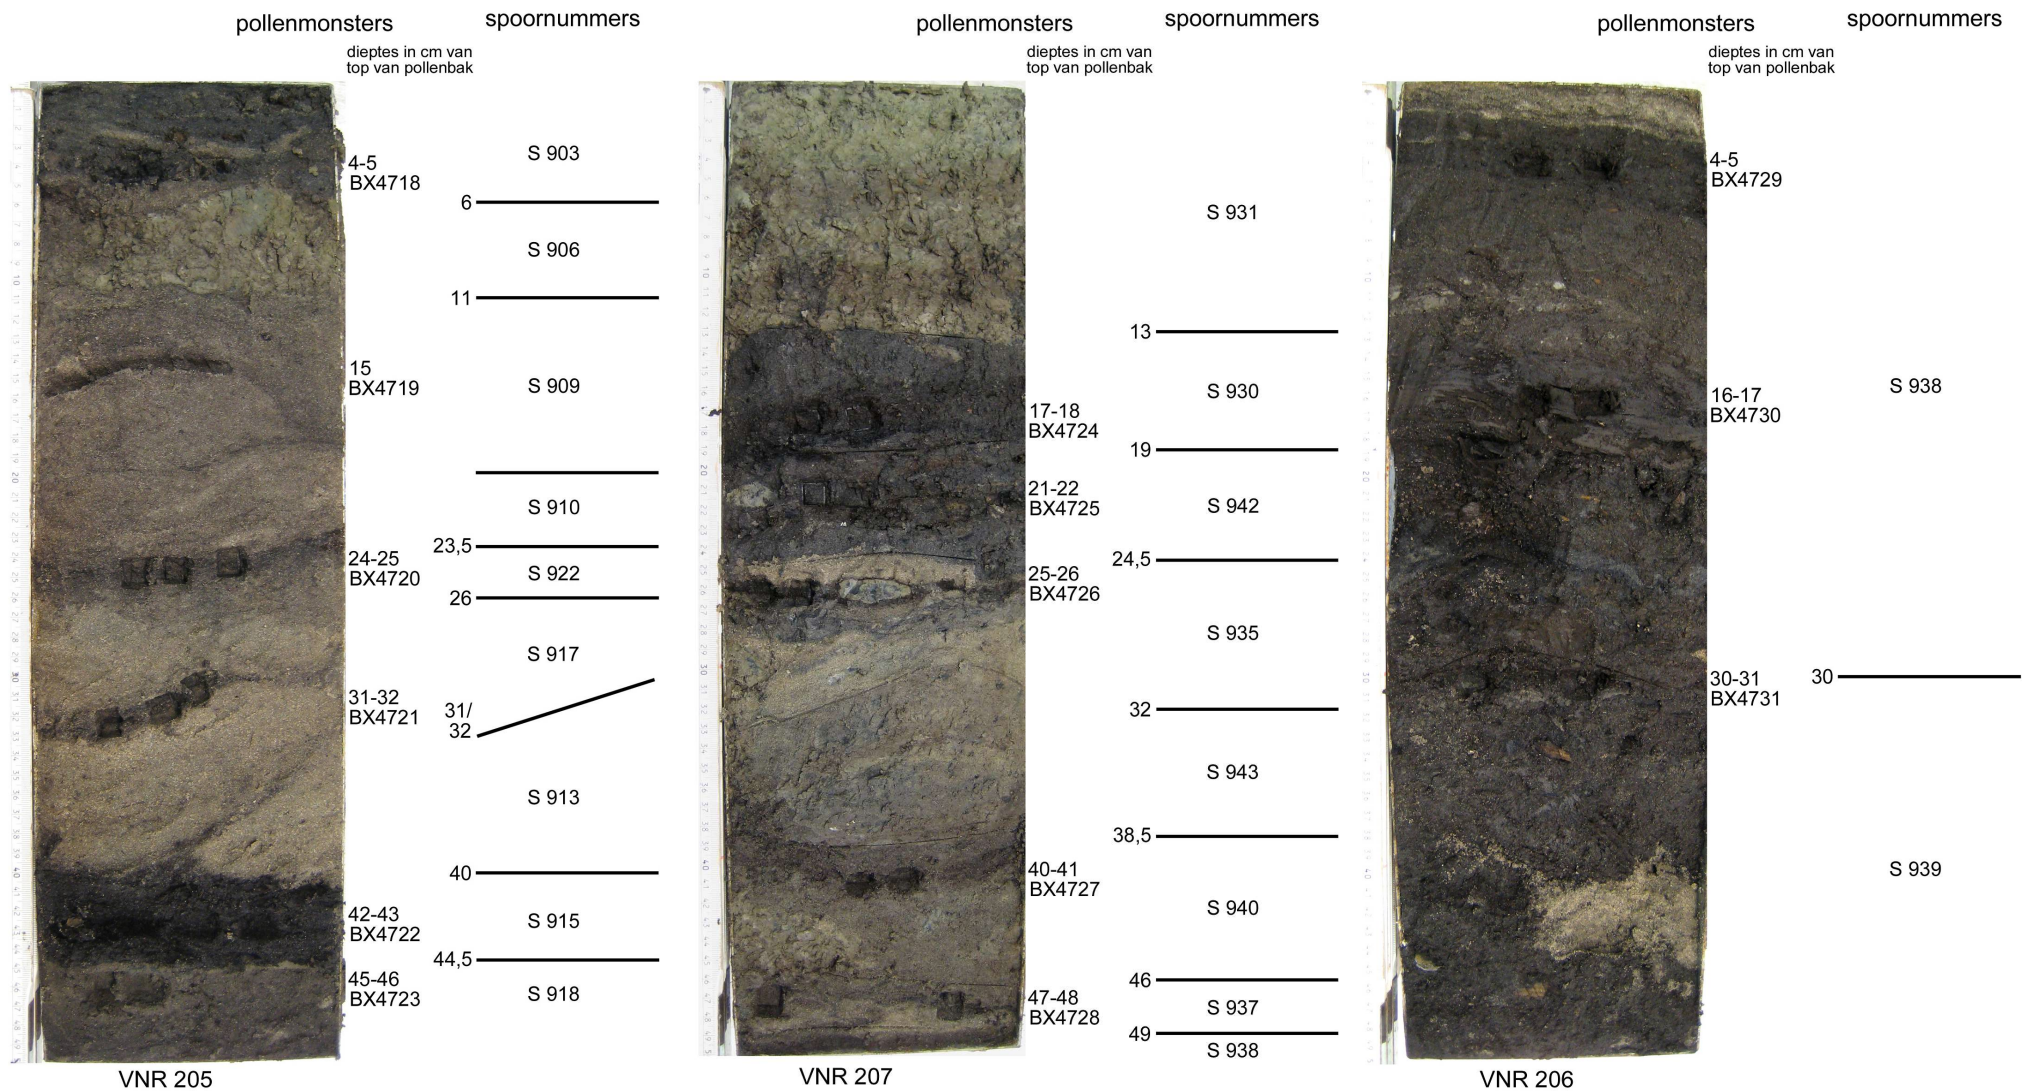 pollenmonsters
spoornummers
dieptes in cm van
top van pollenbak
4-5
BX4718
S 903
6
S 906
11
15
BX4719
S 909
S 910
23,5
24-25
BX4720
S 922
26
S 917
31-32
BX4721
31/
32
S 913
40
42-43
BX4722
S 915
44,5
45-46
BX4723
S 918
VNR 205
pollenmonsters
spoornummers
dieptes in cm van
top van pollenbak
S 931
13
S 930
17-18
BX4724
19
21-22
BX4725
S 942
24,5
25-26
BX4726
S 935
32
S 943
38,5
40-41
BX4727
S 940
46
47-48
BX4728
S 937
49
S 938
VNR 207
pollenmonsters
spoornummers
dieptes in cm van
top van pollenbak
4-5
BX4729
16-17
BX4730
S 938
30-31
BX4731
30
S 939
VNR 206